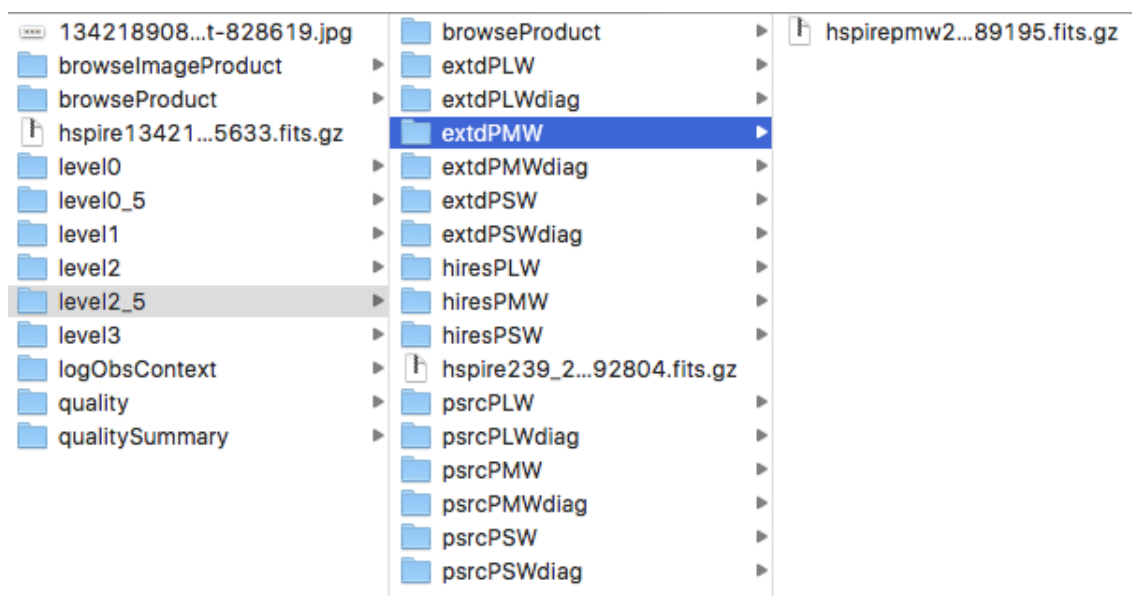 134218908...t-828619.jpg
browseImageProduct
browseProduct
hspire13421...5633.fits.gz
level0
level0_5
level1
level2
level2_5
level3
logObsContext
quality
qualitySummary
browseProduct
extdPLW
extdPLWdiag
extdPMW
extdPMWdiag
extdPSW
extdPSWdiag
hiresPLW
hiresPMW
hiresPSW
hspire239_2...92804.fits.gz
psrcPLW
psrcPLWdiag
psrcPMW
psrcPMWdiag
psrcPSW
psrcPSWdiag
hspirepmw2...89195.fits.gz